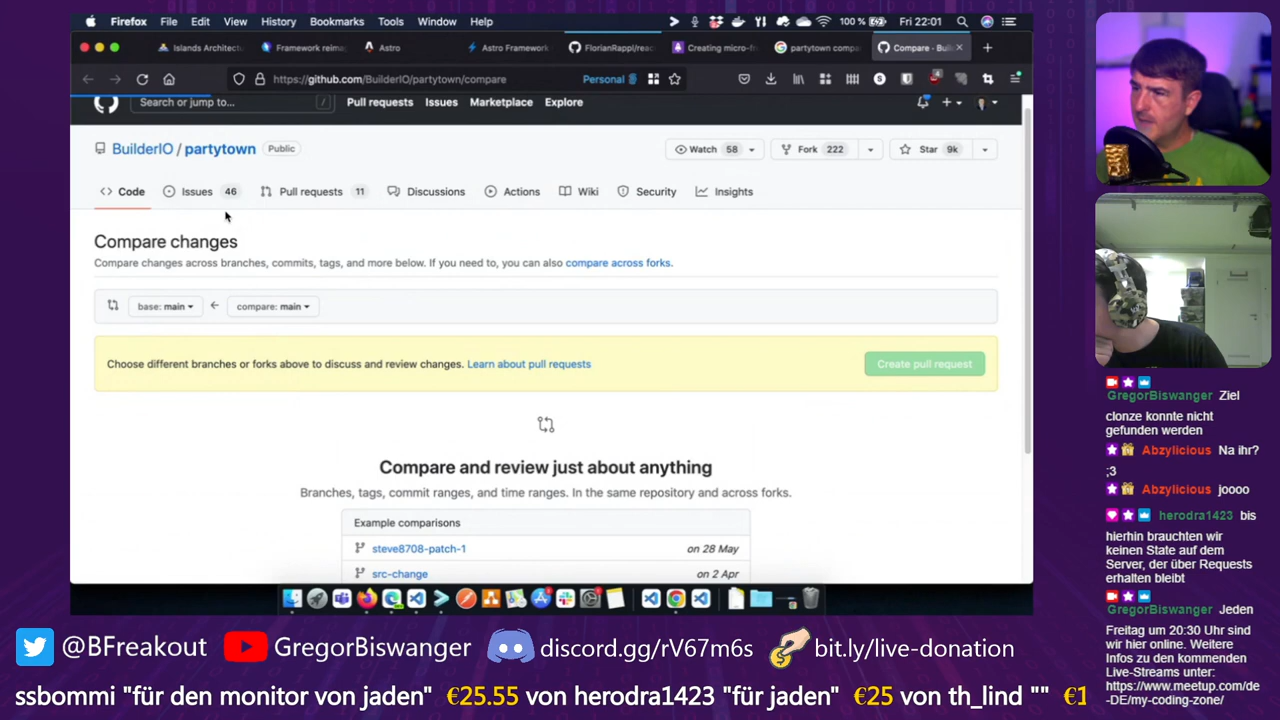 Firefox File Edit View History Bookmarks Tools Window Help 100 % Fri 22:01
Islands Architectu Framework reima Astro Astro Framework FlorianRappl/reac Creating micro-fr partytown compa Compare · Buil
https://github.com/BuilderIO/partytown/compare Personal
Search or jump to... / Pull requests Issues Marketplace Explore
BuilderIO / partytown Public Watch 58 Fork 222 Star 9k
Code Issues 46 Pull requests 11 Discussions Actions Wiki Security Insights
Compare changes
Compare changes across branches, commits, tags, and more below. If you need to, you can also compare across forks.
base: main compare: main
Choose different branches or forks above to discuss and review changes. Learn about pull requests Create pull request
Compare and review just about anything
Branches, tags, commit ranges, and time ranges. In the same repository and across forks.
Example comparisons
steve8708-patch-1 on 28 May
src-change on 2 Apr
GregorBiswanger Ziel
clonze konnte nicht
gefunden werden
Abzylicious Na ihr?
;3
Abzylicious joooo
herodra1423 bis
hierhin brauchten wir
keinen State auf dem
Server, der über Requests
erhalten bleibt
GregorBiswanger Jeden
Freitag um 20:30 Uhr sind
wir hier online. Weitere
Infos zu den kommenden
Live-Streams unter:
https://www.meetup.com/de
-DE/my-coding-zone/
@BFreakout GregorBiswanger discord.gg/rV67m6s bit.ly/live-donation
ssbommi "für den monitor von jaden" €25.55 von herodra1423 "für jaden" €25 von th_lind "" €1